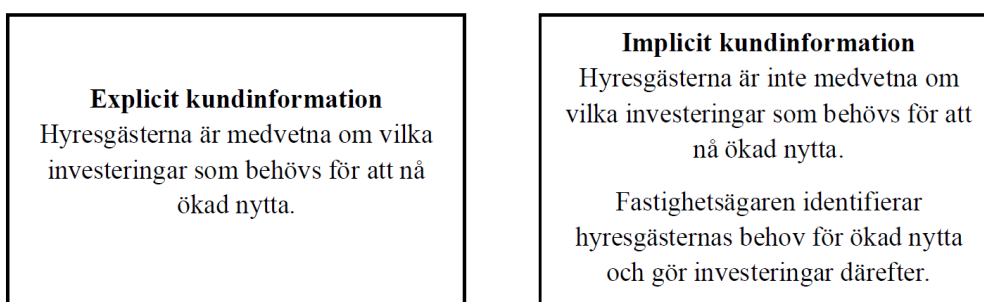 Explicit kundinformation
Hyresgästerna är medvetna om vilka
investeringar som behövs för att nå
ökad nytta.
Implicit kundinformation
Hyresgästerna är inte medvetna om
vilka investeringar som behövs för att
nå ökad nytta.
Fastighetsägaren identifierar
hyresgästernas behov för ökad nytta
och gör investeringar därefter.